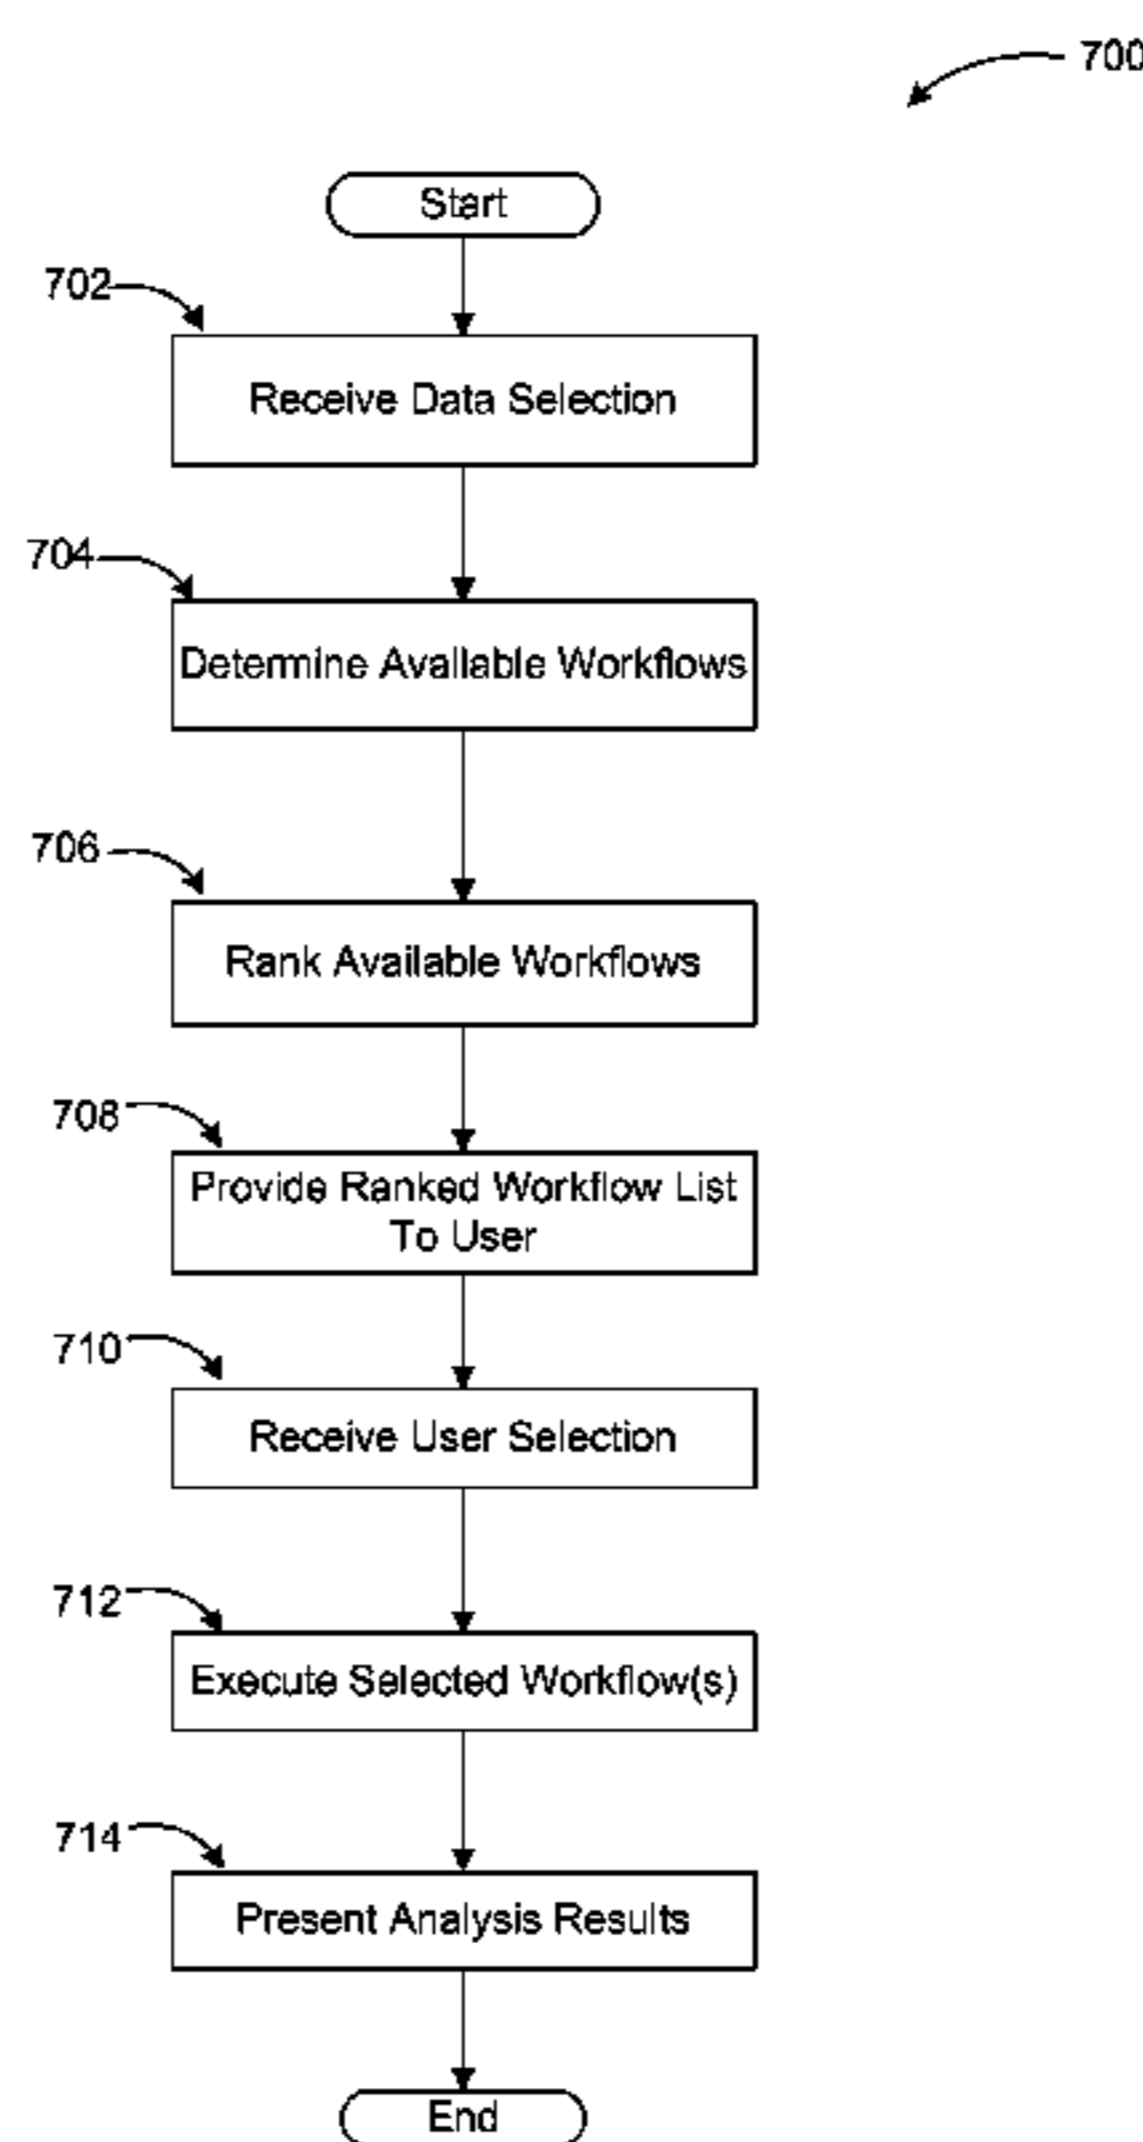 700
Start
702
Receive Data Selection
704
Determine Available Workflows
706
Rank Available Workflows
708
Provide Ranked Workflow List
To User
710
Receive User Selection
712
Execute Selected Workflow(s)
714
Present Analysis Results
End